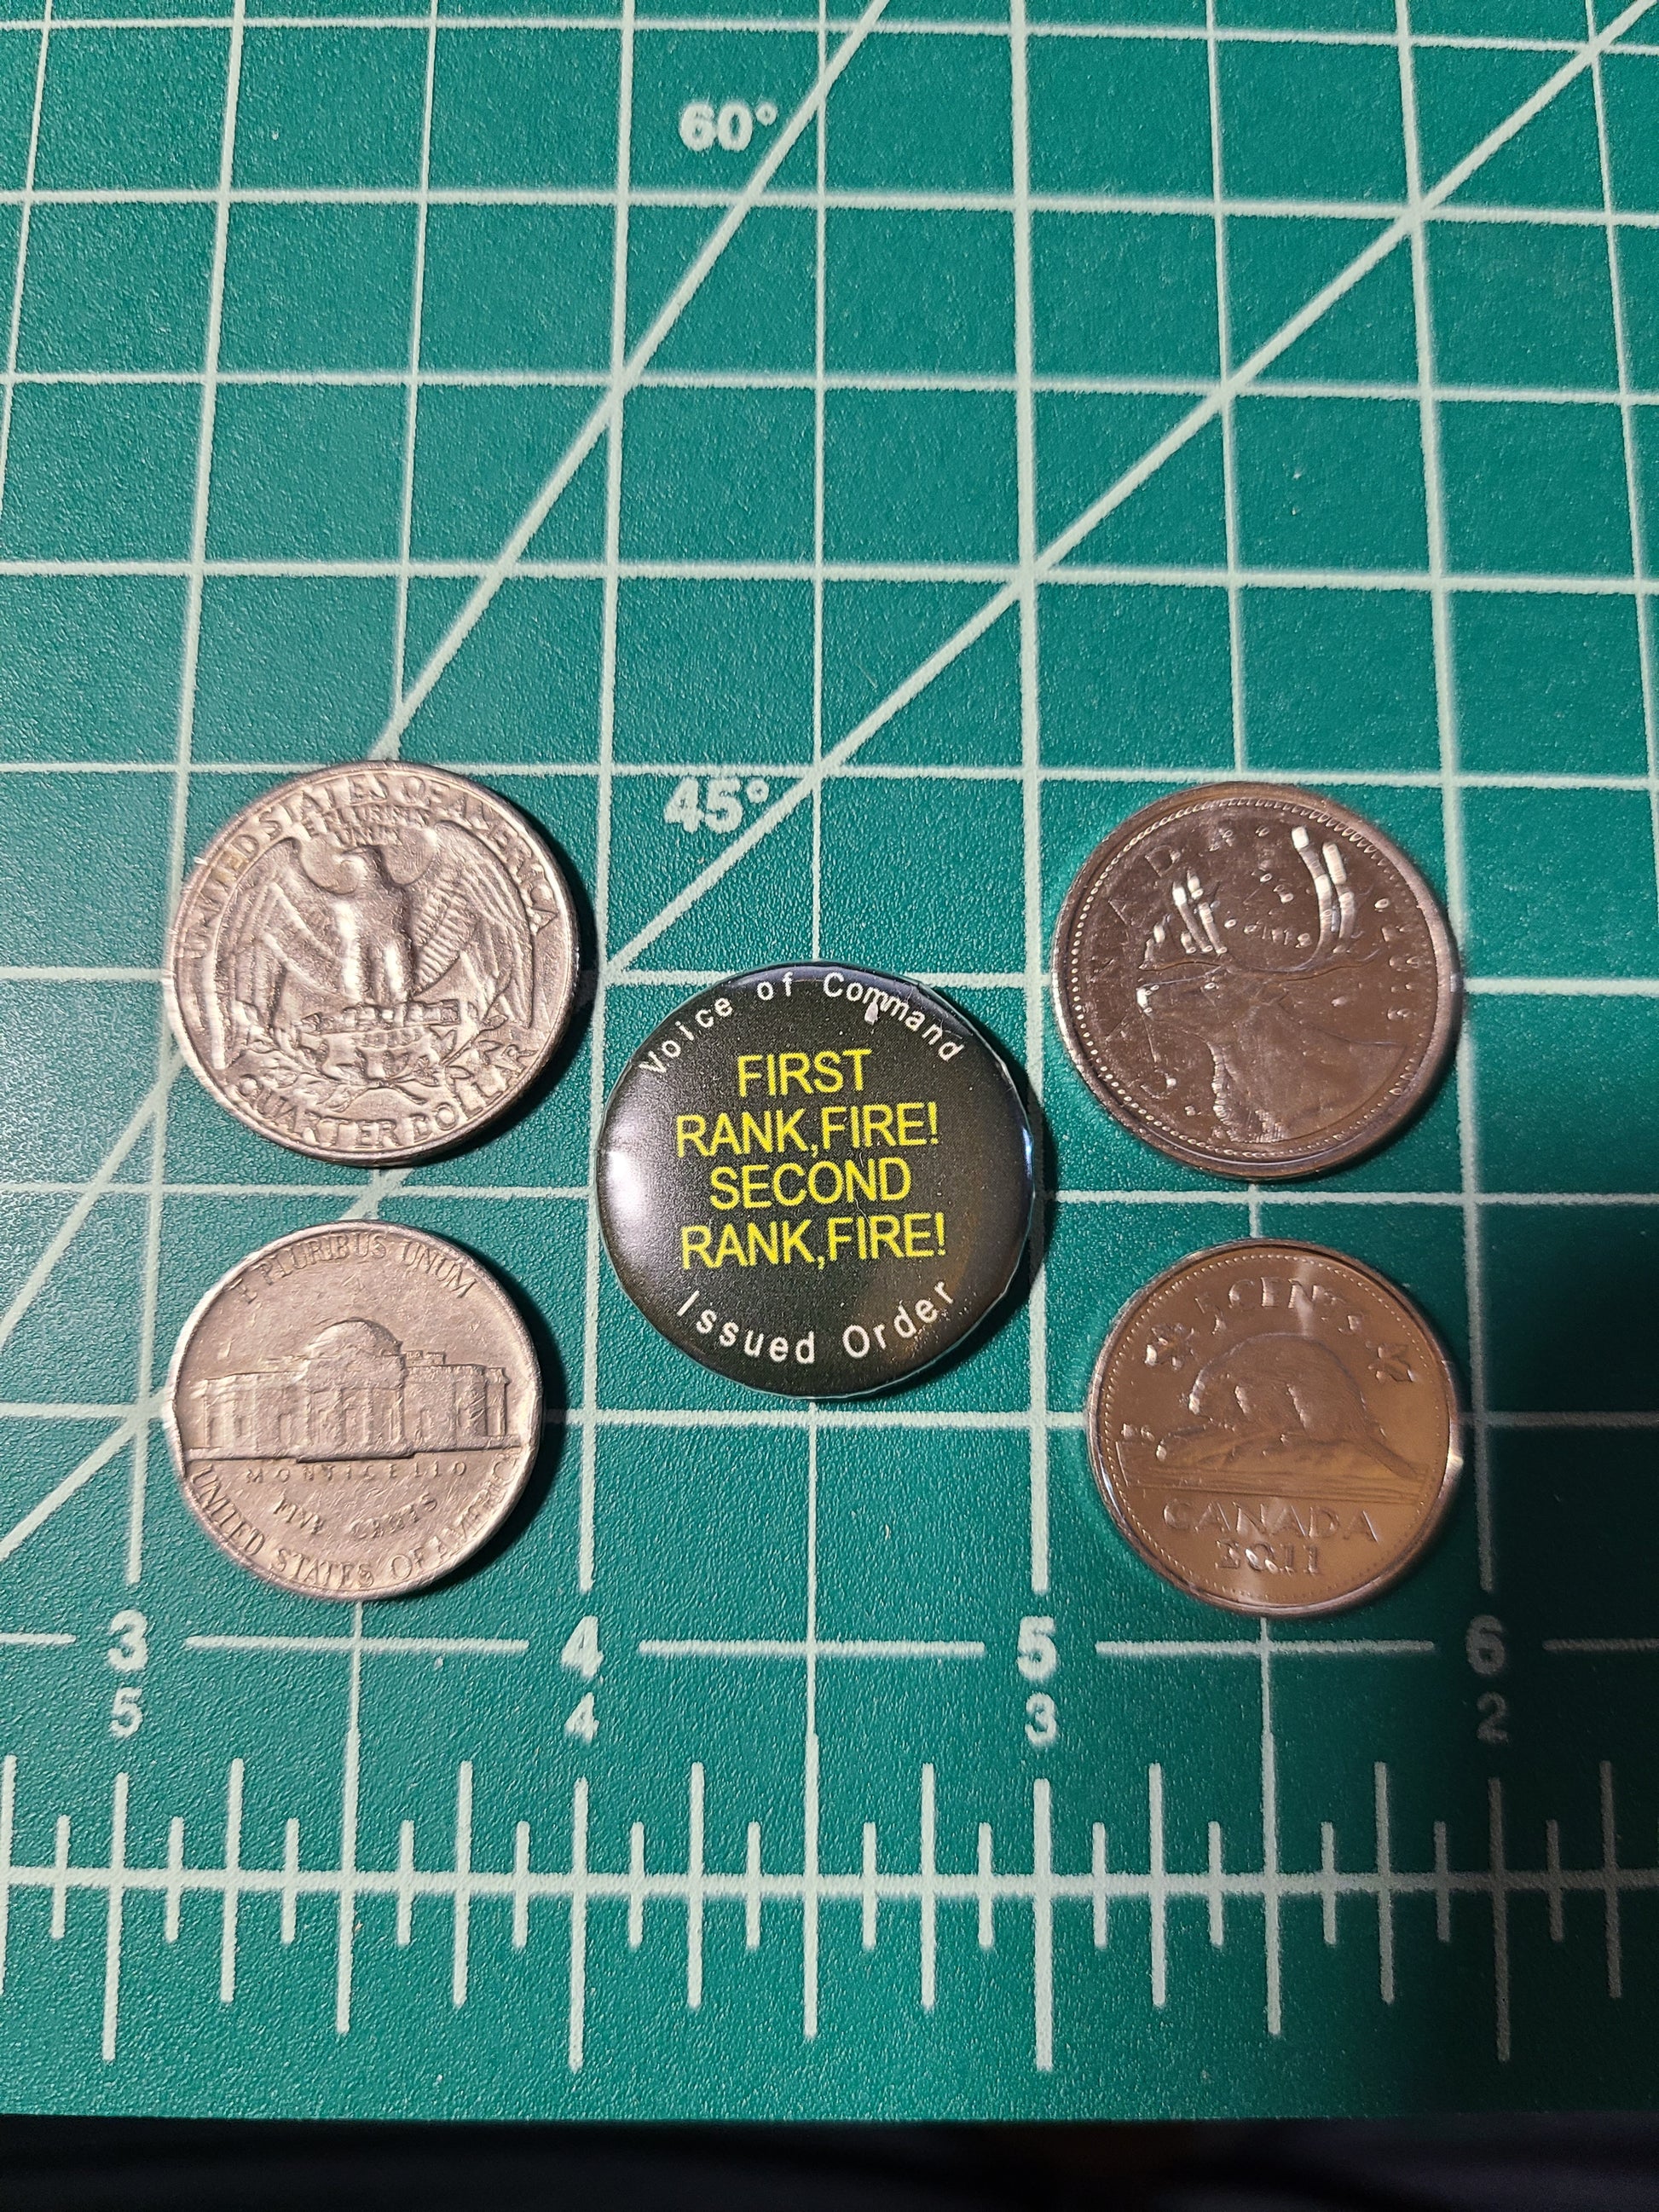 60°
45°
UNITED STATES OF AMERICA
E PLURIBUS
UNUM
QUARTER DOLLAR
Voice of Command
FIRST
RANK,FIRE!
SECOND
RANK,FIRE!
Issued Order
E PLURIBUS UNUM
MONTICELLO
FIVE CENTS
UNITED STATES OF AMERICA
5 CENTS
CANADA
2011
3 4 5 6
5 4 3 2